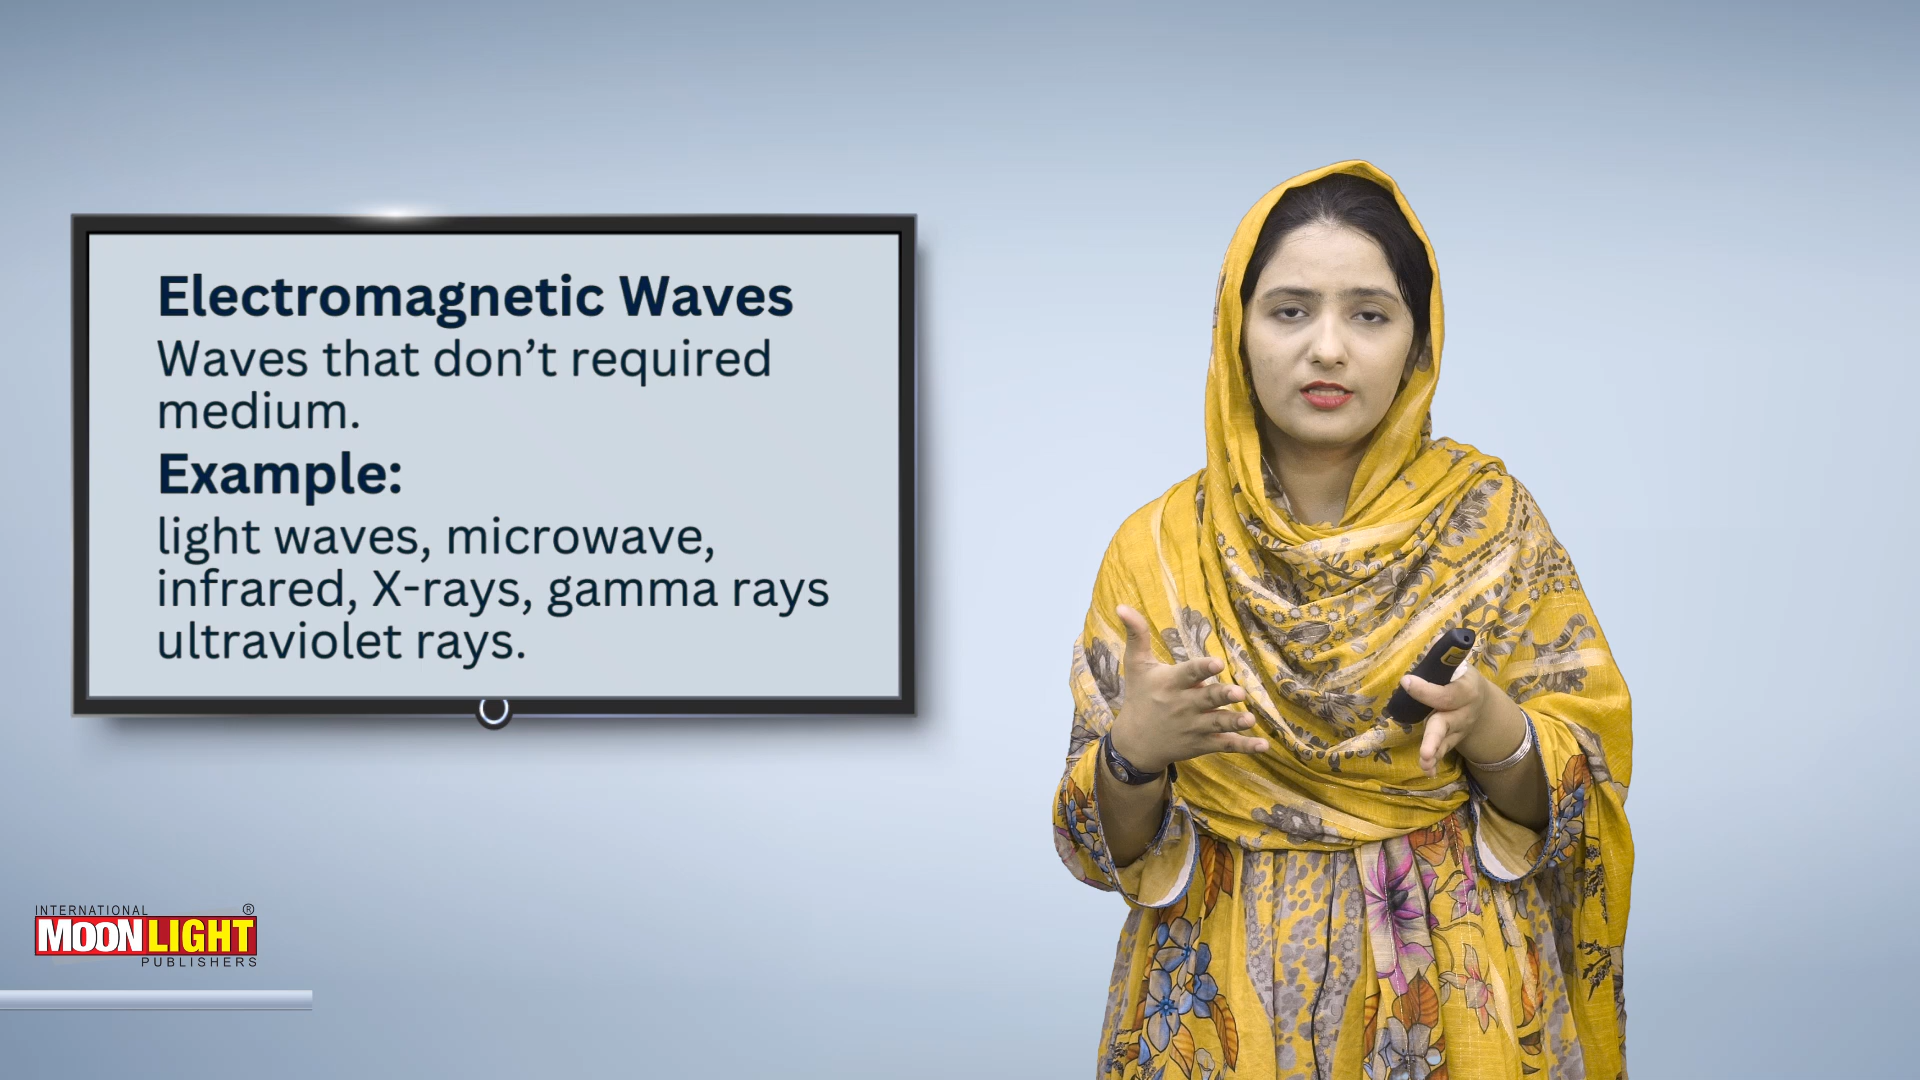 Electromagnetic Waves
Waves that don’t required
medium.
Example:
light waves, microwave,
infrared, X-rays, gamma rays
ultraviolet rays.
INTERNATIONAL ®
MOONLIGHT
PUBLISHERS